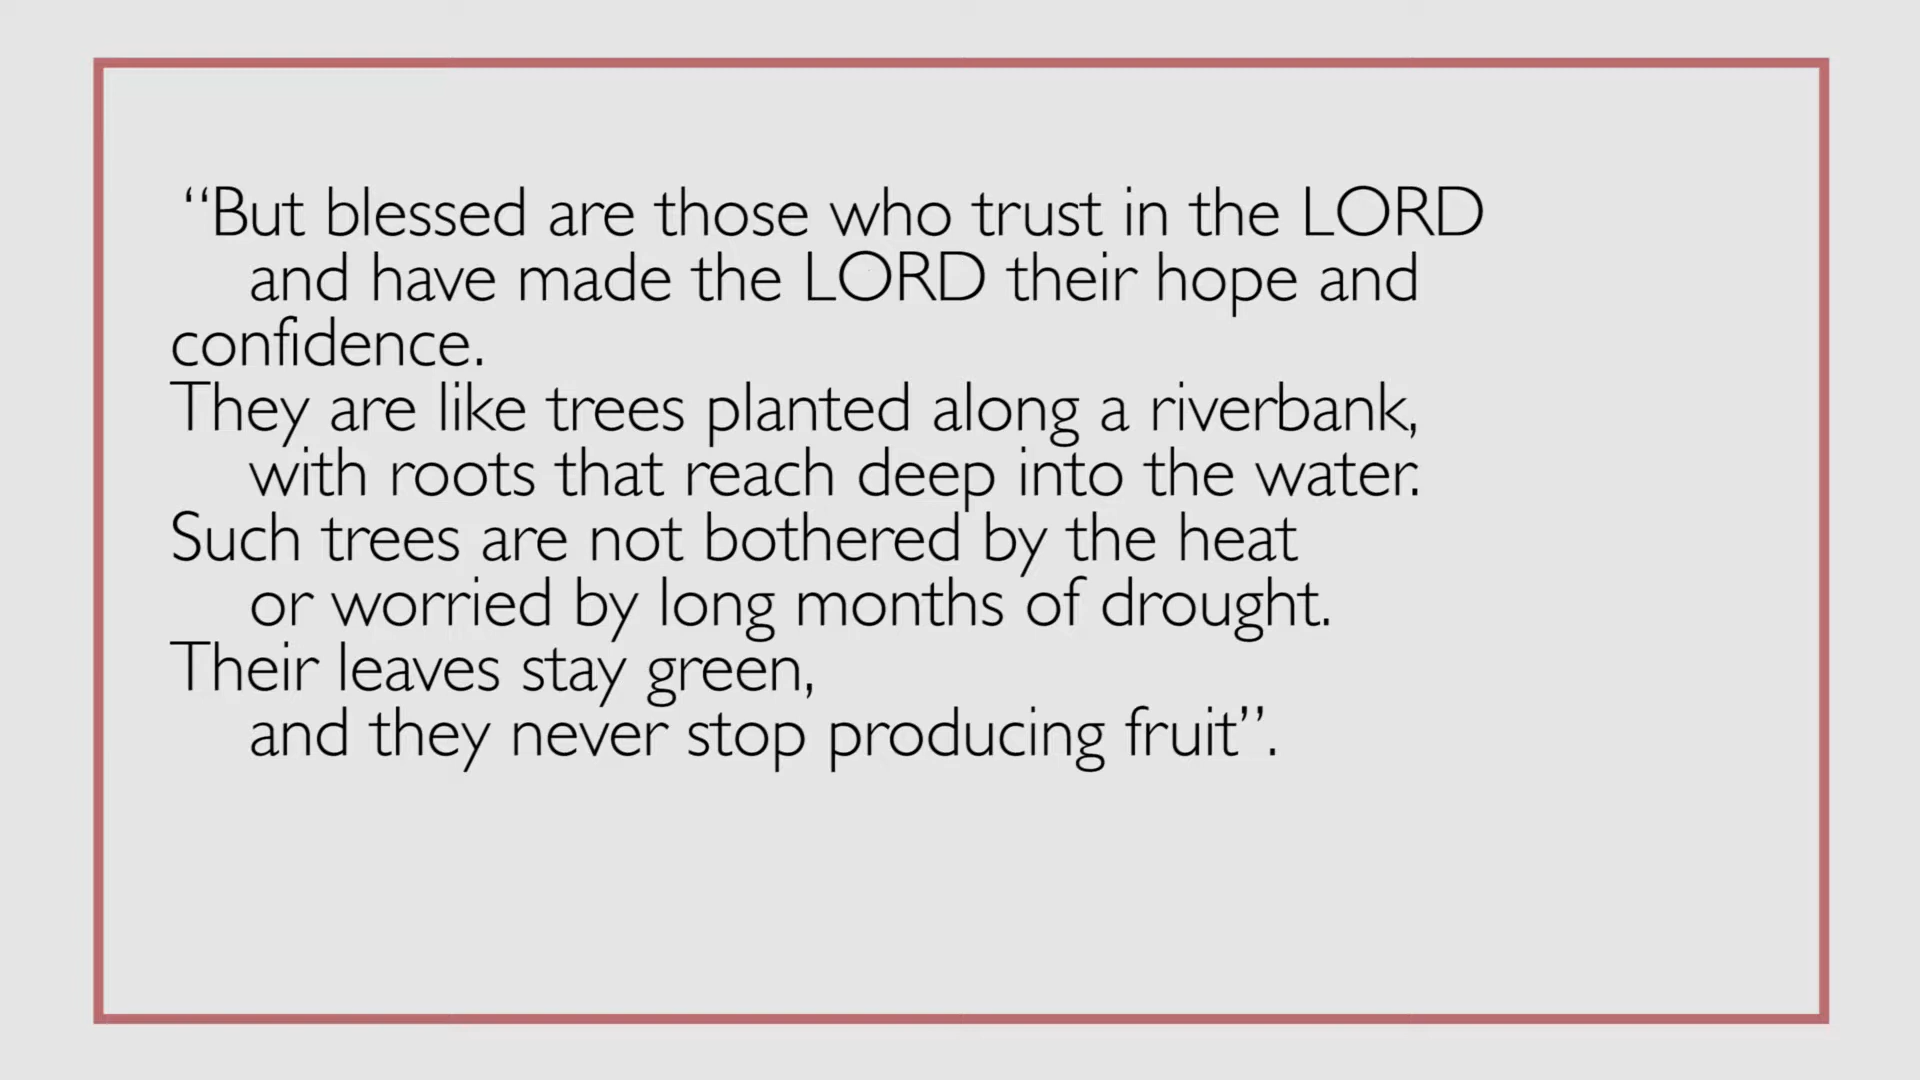 “But blessed are those who trust in the LORD
and have made the LORD their hope and
confidence.
They are like trees planted along a riverbank,
with roots that reach deep into the water.
Such trees are not bothered by the heat
or worried by long months of drought.
Their leaves stay green,
and they never stop producing fruit”.